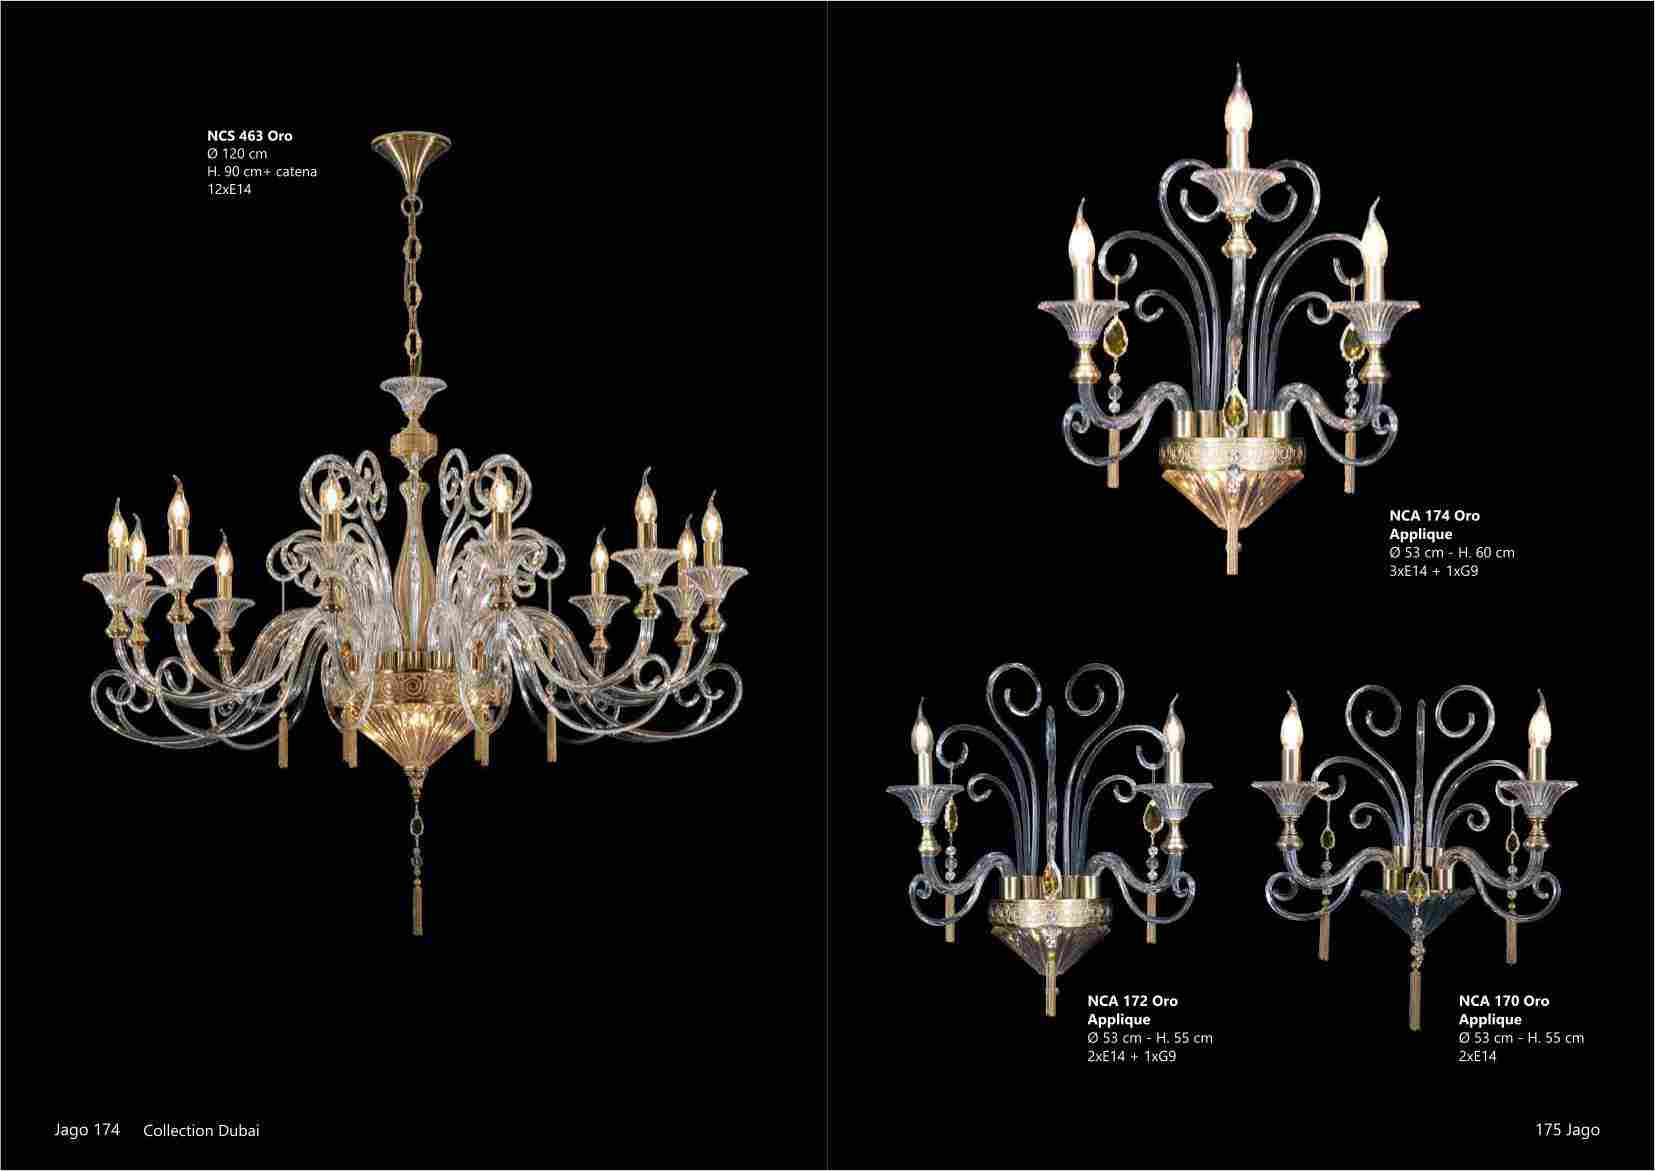 NCS 463 Oro
Ø 120 cm
H. 90 cm+ catena
12xE14
NCA 174 Oro
Applique
Ø 53 cm - H. 60 cm
3xE14 + 1xG9
NCA 172 Oro
Applique
Ø 53 cm - H. 55 cm
2xE14 + 1xG9
NCA 170 Oro
Applique
Ø 53 cm - H. 55 cm
2xE14
Jago 174 Collection Dubai
175 Jago